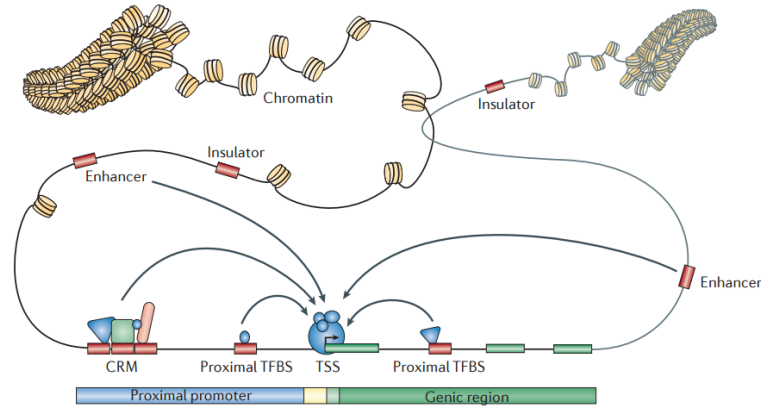 Chromatin
Insulator
Insulator
Enhancer
Enhancer
CRM
Proximal TFBS
TSS
Proximal TFBS
Proximal promoter
Genic region